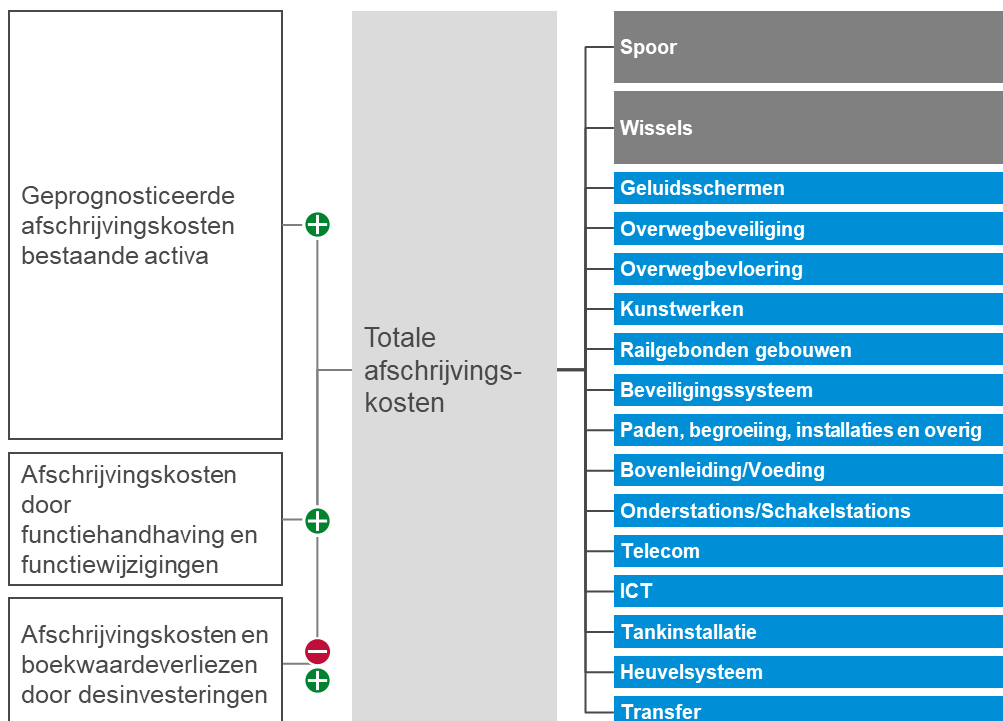 Geprognosticeerde
afschrijvingskosten
bestaande activa
Afschrijvingskosten
door
functiehandhaving en
functiewijzigingen
Afschrijvingskosten en
boekwaardeverliezen
door desinvesteringen
Totale
afschrijvings-
kosten
Spoor
Wissels
Geluidsschermen
Overwegbeveiliging
Overwegbevloering
Kunstwerken
Railgebonden gebouwen
Beveiligingssysteem
Paden, begroeiing, installaties en overig
Bovenleiding/Voeding
Onderstations/Schakelstations
Telecom
ICT
Tankinstallatie
Heuvelsysteem
Transfer